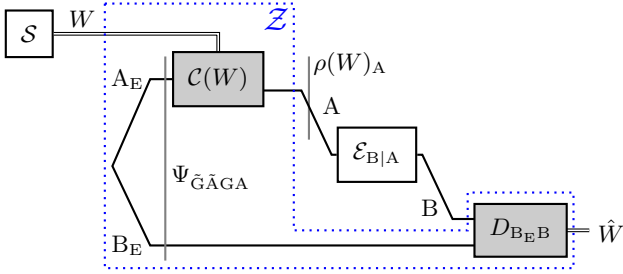 S
W
Z
A_E
C(W)
ρ(W)_A
A
E_{B|A}
Ψ_{G̃ÃGA}
B
B_E
D_{B_E B}
Ŵ